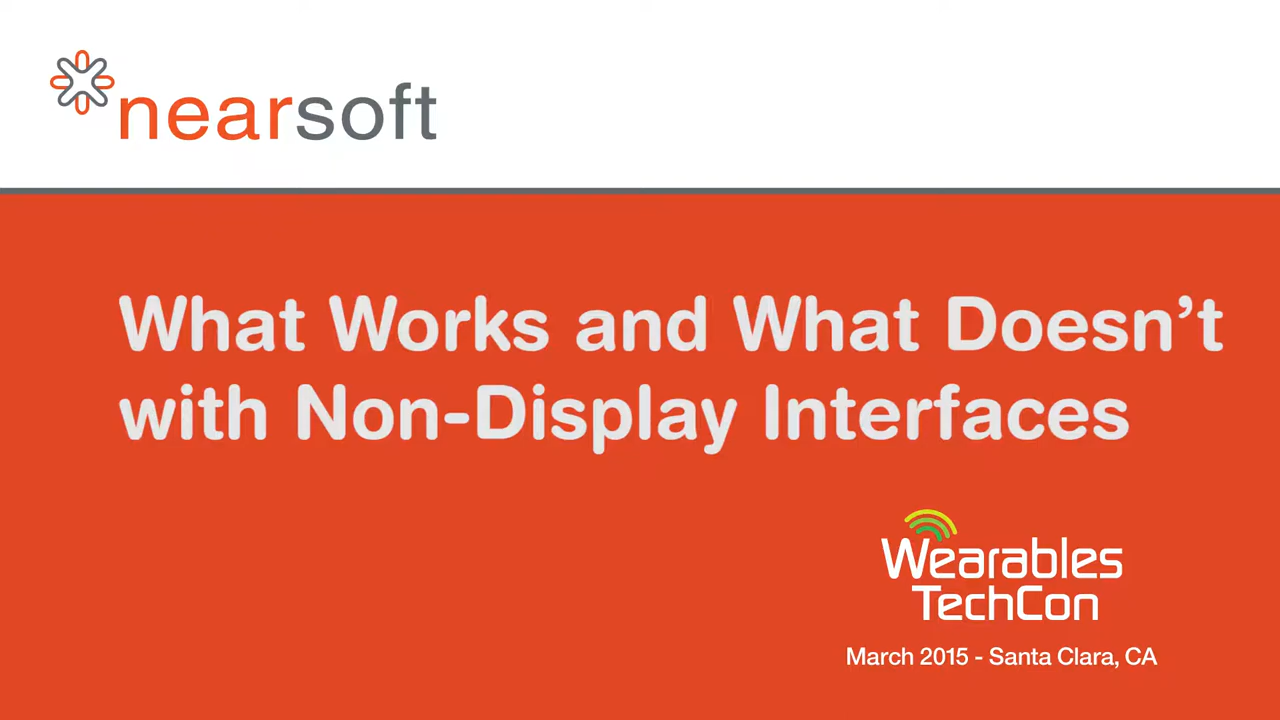 nearsoft
What Works and What Doesn’t
with Non-Display Interfaces
Wearables
TechCon
March 2015 - Santa Clara, CA